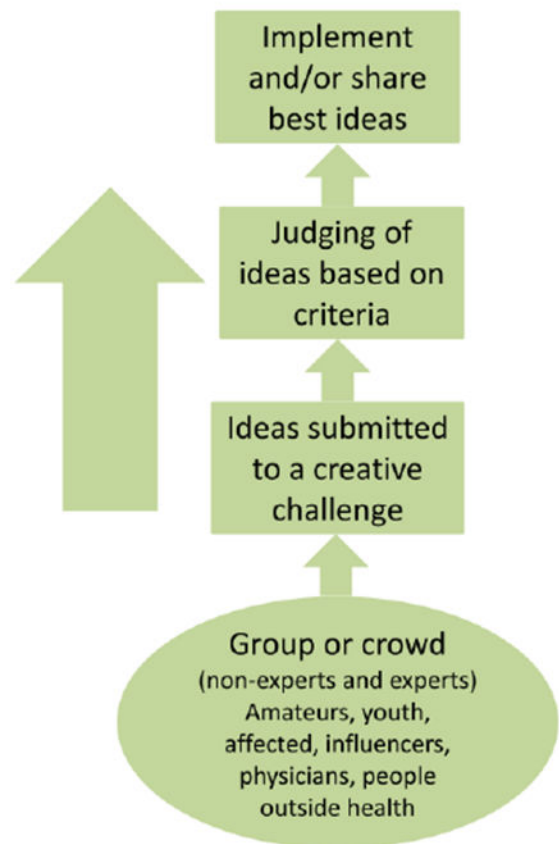 Implement
and/or share
best ideas
Judging of
ideas based on
criteria
Ideas submitted
to a creative
challenge
Group or crowd
(non-experts and experts)
Amateurs, youth,
affected, influencers,
physicians, people
outside health